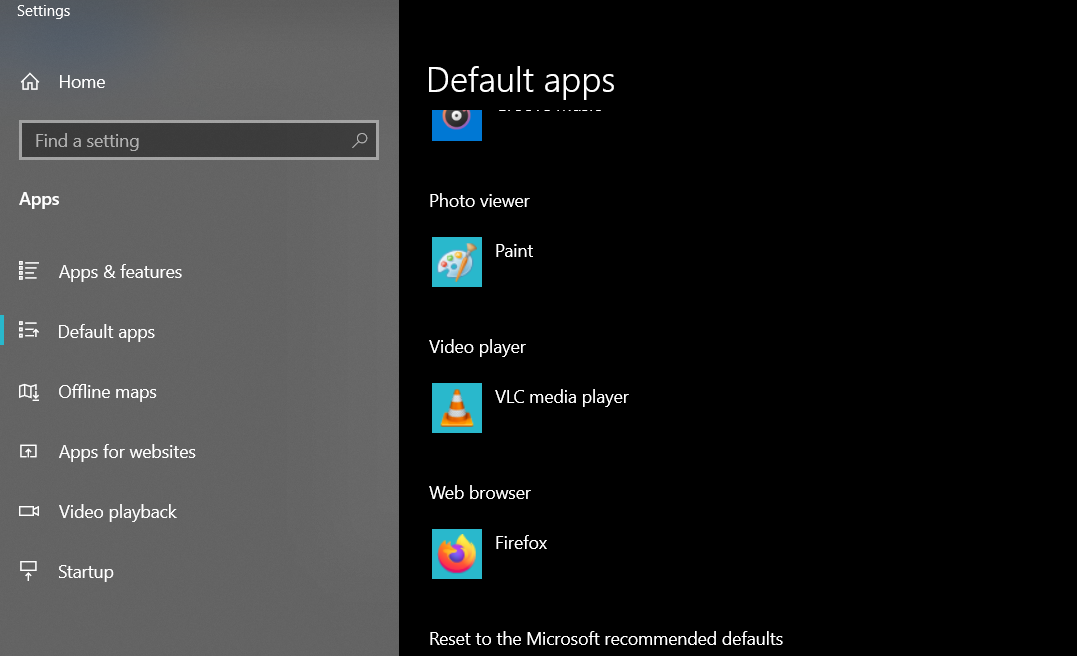 Settings
Home
Find a setting
Apps
Apps & features
Default apps
Offline maps
Apps for websites
Video playback
Startup
Default apps
Photo viewer
Paint
Video player
VLC media player
Web browser
Firefox
Reset to the Microsoft recommended defaults